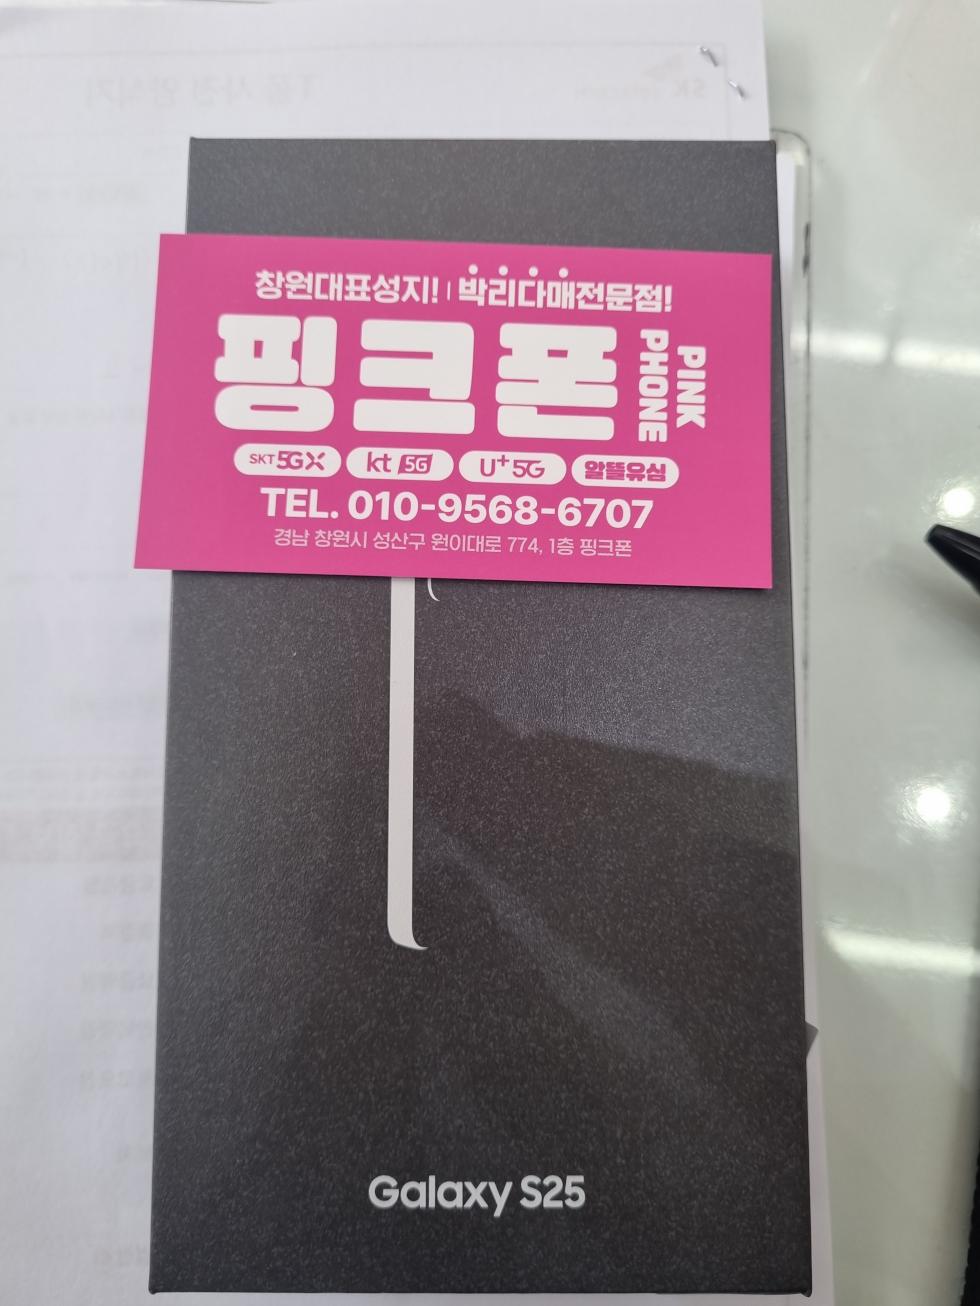 창원대표성지! | 박리다매전문점!
핑크폰
PINK
PHONE
SKT 5GX kt 5G U+5G 알뜰유심
TEL. 010-9568-6707
경남 창원시 성산구 원이대로 774, 1층 핑크폰
Galaxy S25